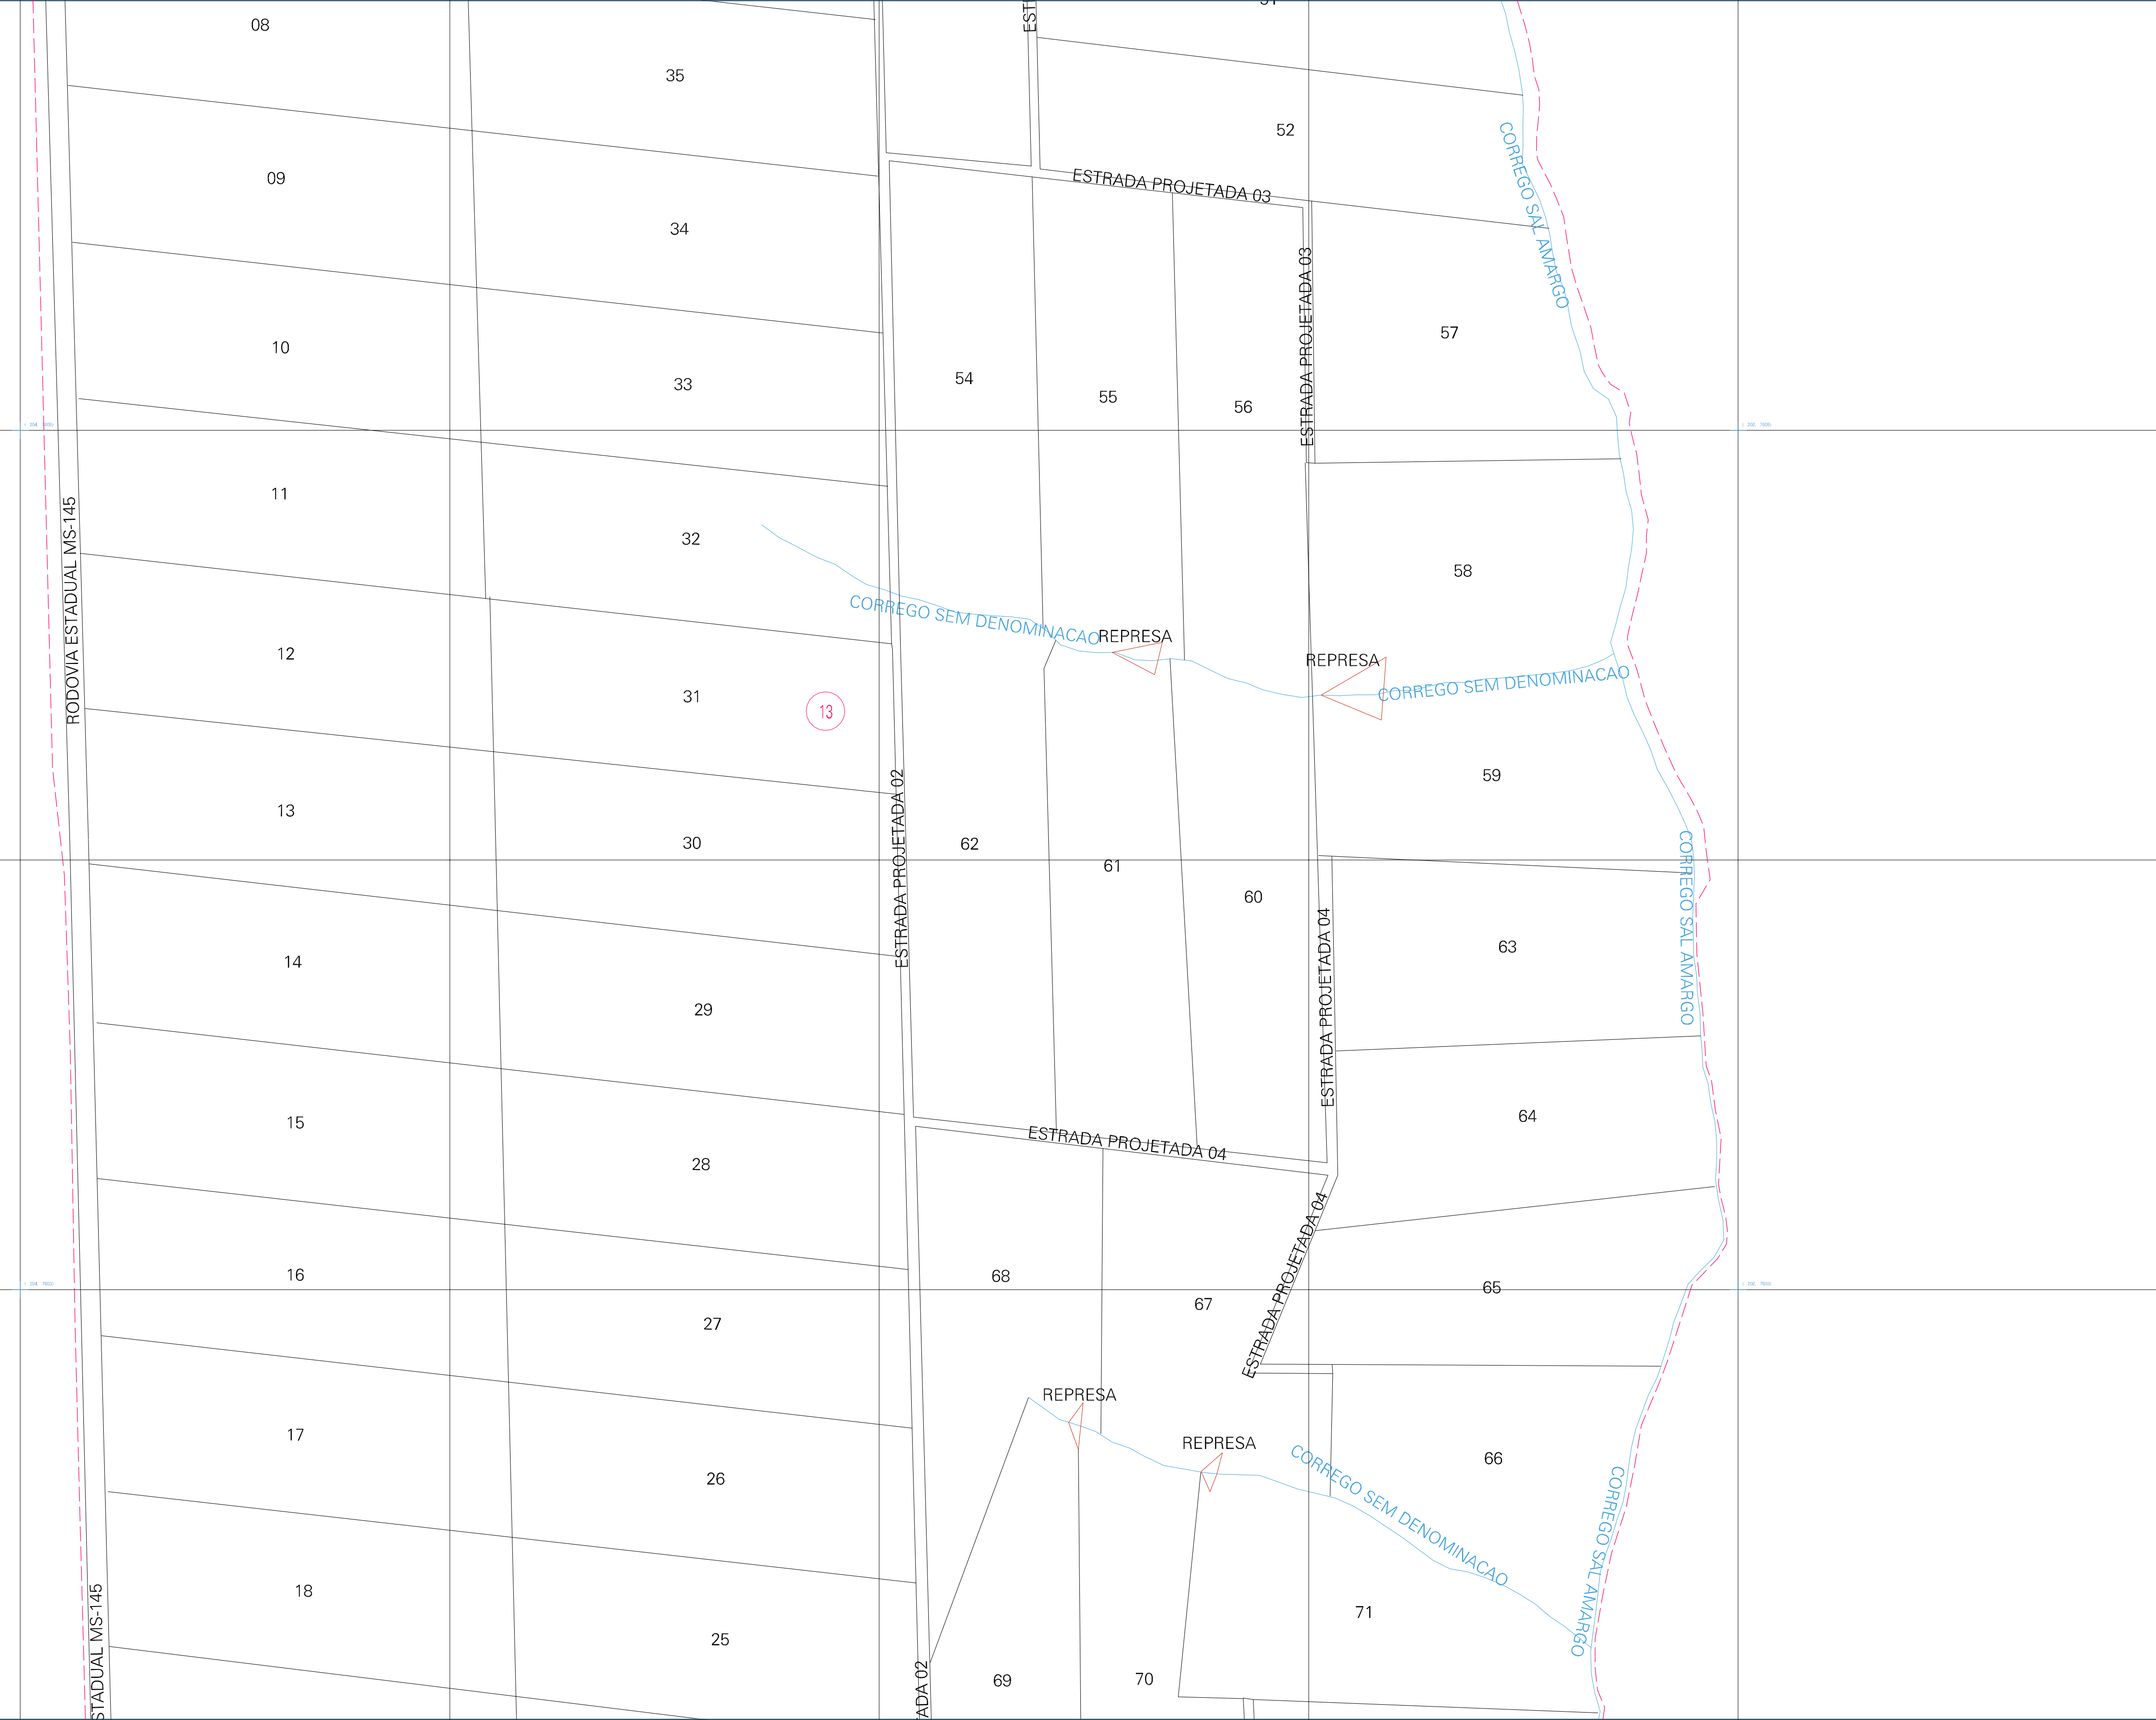 08
35
EST
52
09
34
ESTRADA PROJETADA 03
CORREGO SAL AMARGO
ESTRADA PROJETADA 03
57
10
33
54
55
56
11
RODOVIA ESTADUAL MS-145
32
58
CORREGO SEM DENOMINACAO
REPRESA
REPRESA
CORREGO SEM DENOMINACAO
12
31
13
59
13
30
ESTRADA PROJETADA 02
62
61
60
CORREGO SAL AMARGO
14
29
ESTRADA PROJETADA 04
63
15
28
ESTRADA PROJETADA 04
64
16
27
68
67
ESTRADA PROJETADA 04
65
REPRESA
REPRESA
17
26
CORREGO SEM DENOMINACAO
66
CORREGO SAL AMARGO
18
25
71
STADUAL MS-145
ADA 02
69
70